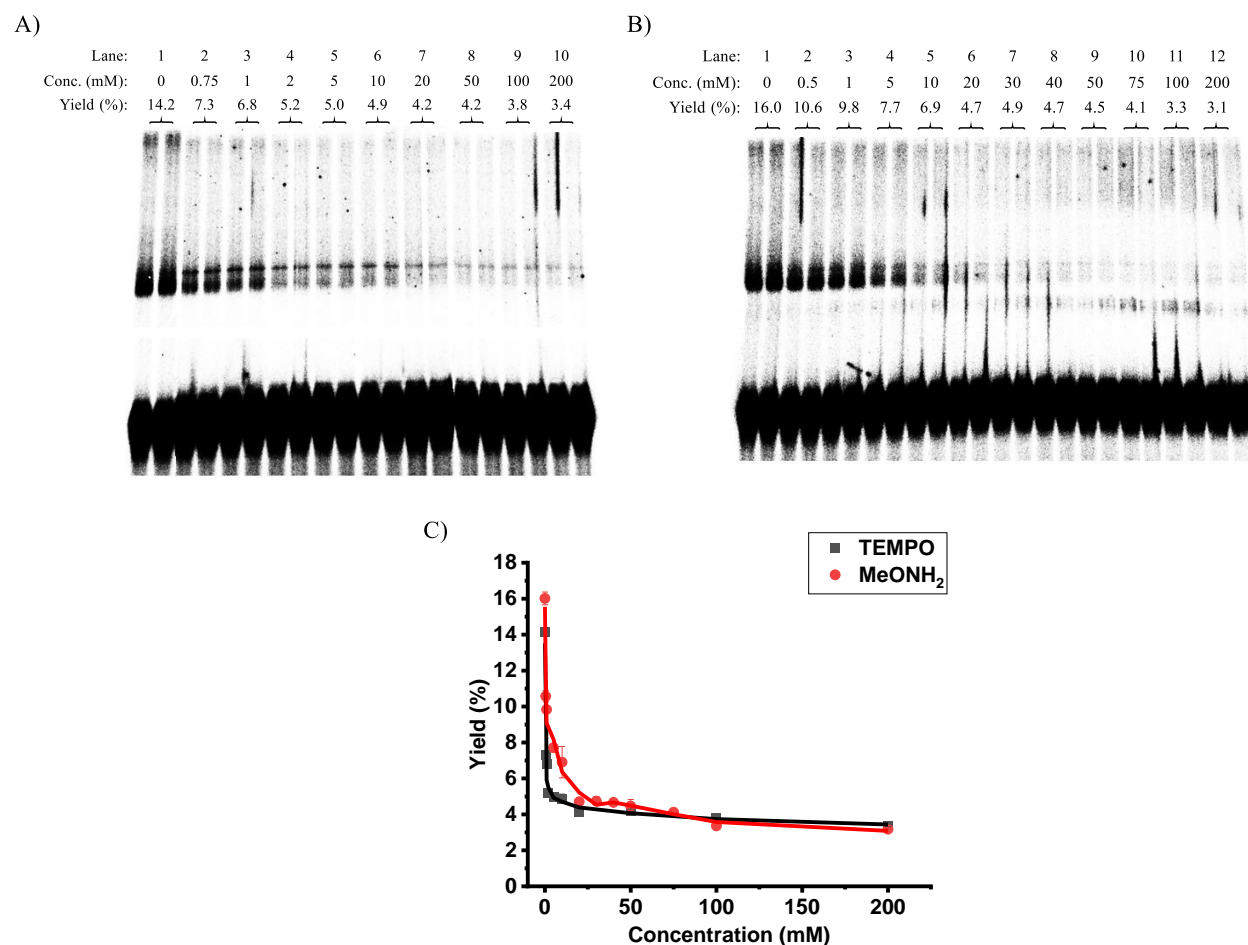 A)
Lane: 1 2 3 4 5 6 7 8 9 10
Conc. (mM): 0 0.75 1 2 5 10 20 50 100 200
Yield (%): 14.2 7.3 6.8 5.2 5.0 4.9 4.2 4.2 3.8 3.4
B)
Lane: 1 2 3 4 5 6 7 8 9 10 11 12
Conc. (mM): 0 0.5 1 5 10 20 30 40 50 75 100 200
Yield (%): 16.0 10.6 9.8 7.7 6.9 4.7 4.9 4.7 4.5 4.1 3.3 3.1
C)
TEMPO
MeONH₂
18
16
14
12
10
8
6
4
2
0
Yield (%)
0 50 100 150 200
Concentration (mM)